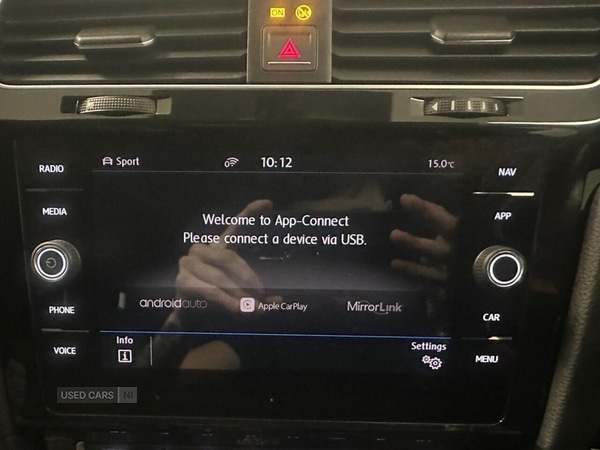 ON
RADIO
MEDIA
PHONE
VOICE
Sport 0 10:12 15.0°C
Welcome to App-Connect
Please connect a device via USB.
androidauto Apple CarPlay MirrorLink
Info
Settings
NAV
APP
CAR
MENU
USED CARS NI